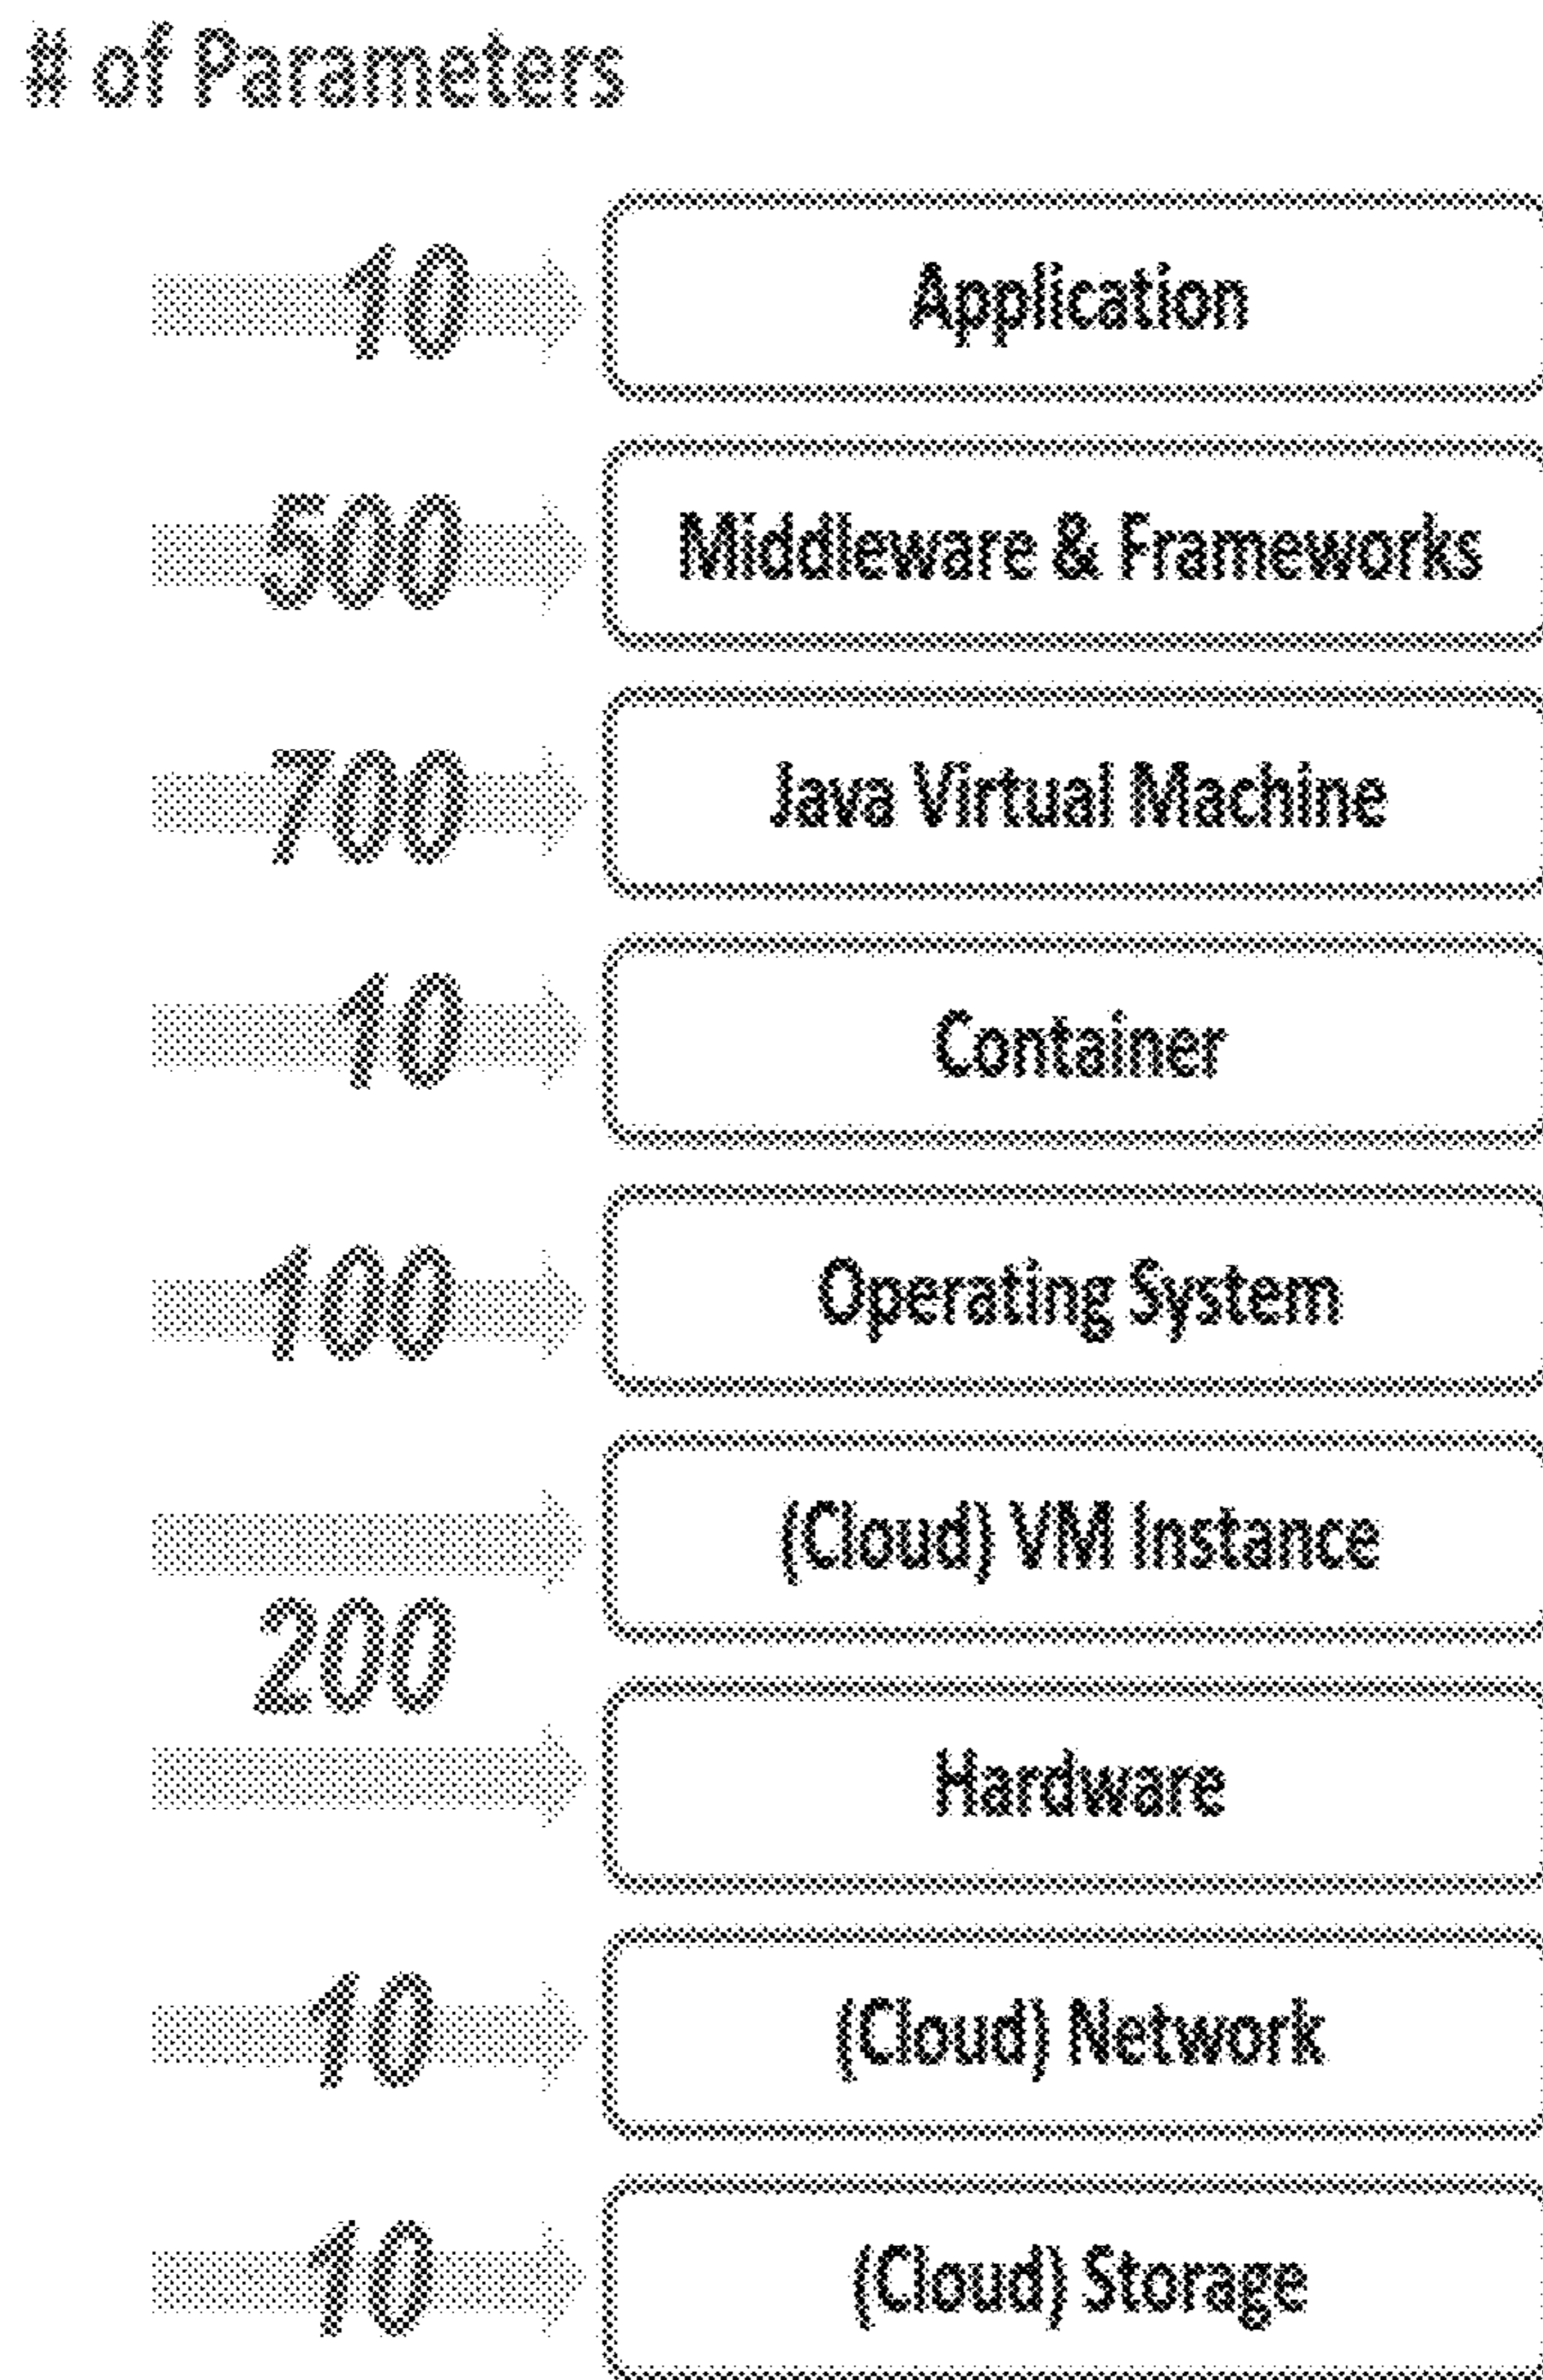 # of Parameters
10
Application
500
Middleware & Frameworks
700
Java Virtual Machine
10
Container
100
Operating System
(Cloud) VM Instance
200
Hardware
10
(Cloud) Network
10
(Cloud) Storage